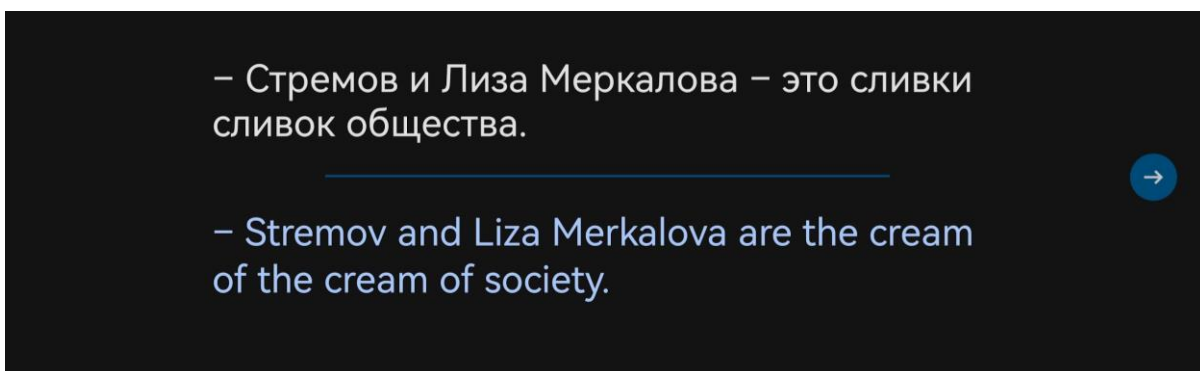 – Стремов и Лиза Меркалова – это сливки
сливок общества.
– Stremov and Liza Merkalova are the cream
of the cream of society.